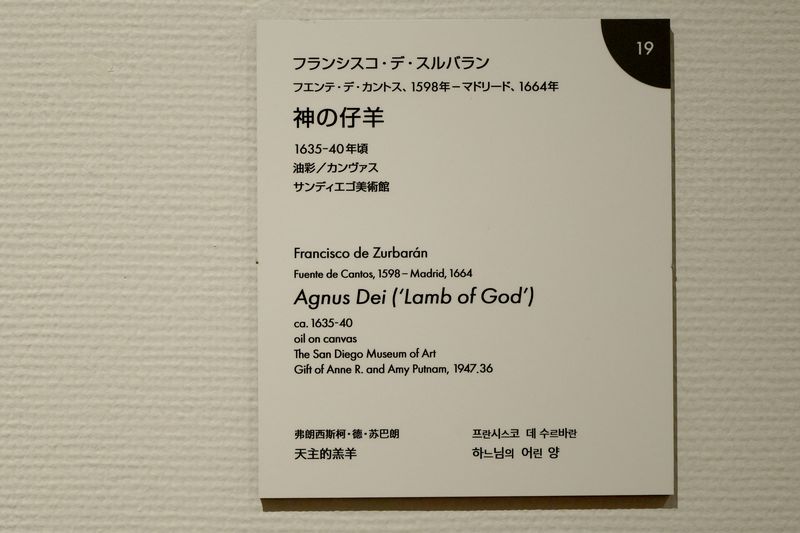 19
フランシスコ・デ・スルバラン
フエンテ・デ・カントス、1598年－マドリード、1664年
神の仔羊
1635-40年頃
油彩／カンヴァス
サンディエゴ美術館
Francisco de Zurbarán
Fuente de Cantos, 1598 – Madrid, 1664
Agnus Dei (‘Lamb of God’)
ca. 1635-40
oil on canvas
The San Diego Museum of Art
Gift of Anne R. and Amy Putnam, 1947.36
弗朗西斯柯・德・苏巴朗
天主的羔羊
프란시스코 데 수르바란
하느님의 어린 양